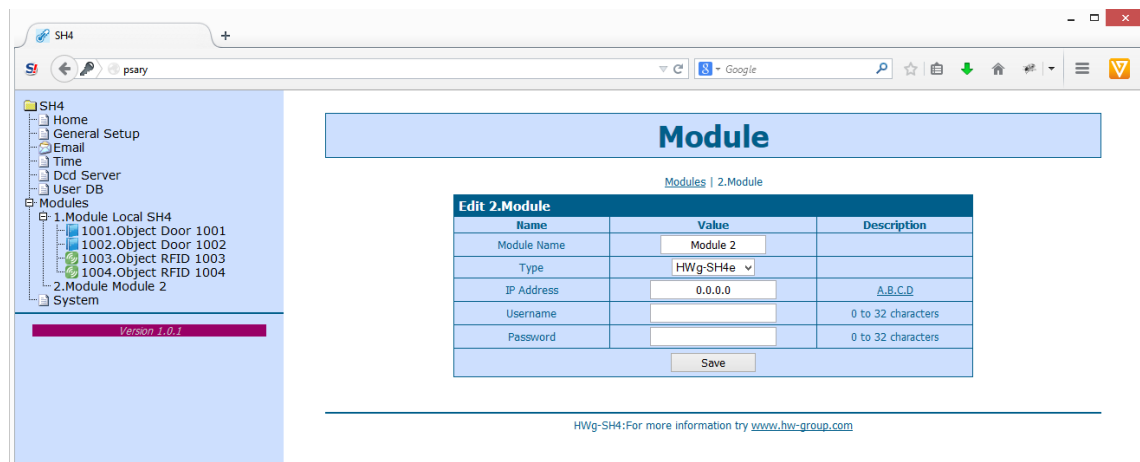 SH4
psary
Google
SH4
Home
General Setup
Email
Time
Dcd Server
User DB
Modules
1.Module Local SH4
1001.Object Door 1001
1002.Object Door 1002
1003.Object RFID 1003
1004.Object RFID 1004
2.Module Module 2
System
Version 1.0.1
Module
Modules | 2.Module
Edit 2.Module
Name Value Description
Module Name Module 2
Type HWg-SH4e
IP Address 0.0.0.0 A.B.C.D
Username 0 to 32 characters
Password 0 to 32 characters
Save
HWg-SH4:For more information try www.hw-group.com